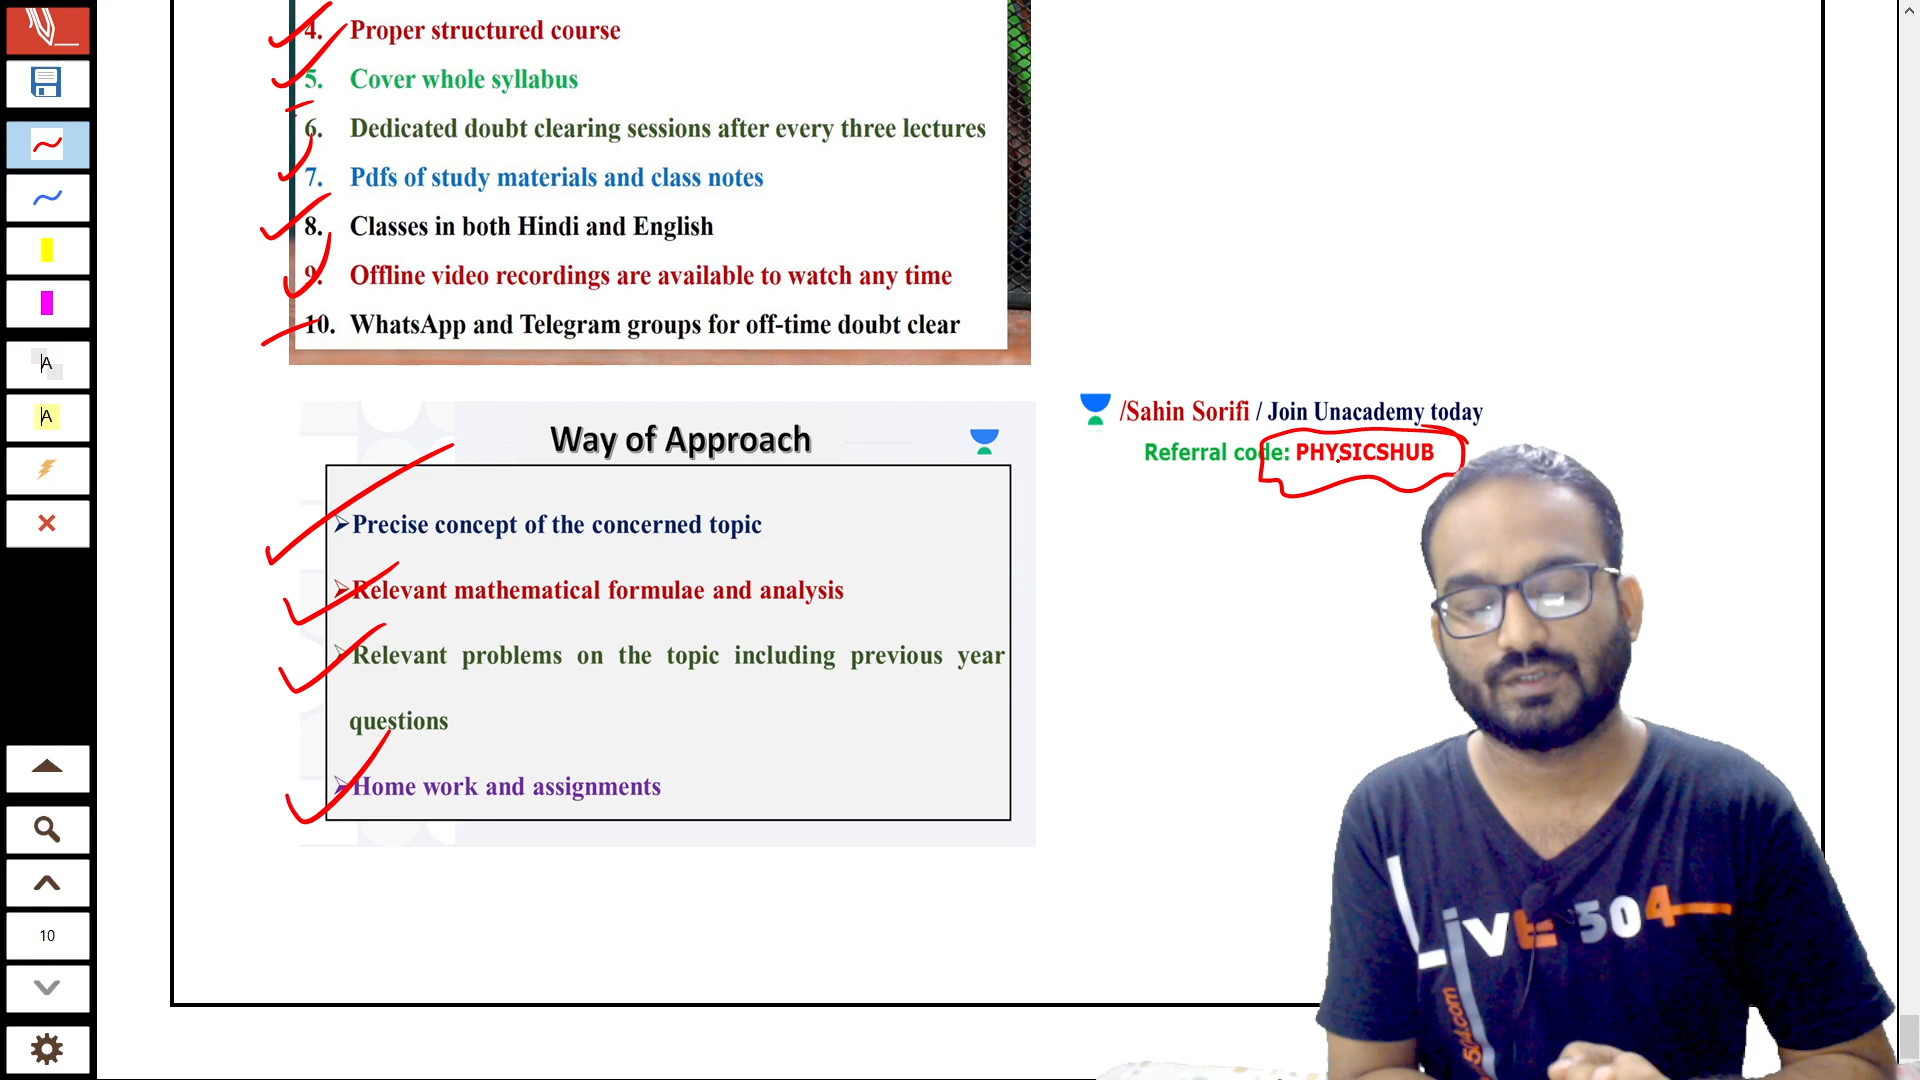 4. Proper structured course
5. Cover whole syllabus
6. Dedicated doubt clearing sessions after every three lectures
7. Pdfs of study materials and class notes
8. Classes in both Hindi and English
9. Offline video recordings are available to watch any time
10. WhatsApp and Telegram groups for off-time doubt clear
/Sahin Sorifi / Join Unacademy today
Referral code: PHYSICSHUB
Way of Approach
➢Precise concept of the concerned topic
➢Relevant mathematical formulae and analysis
➢Relevant problems on the topic including previous year
questions
➢Home work and assignments
A
A
10
Live 504
504.com